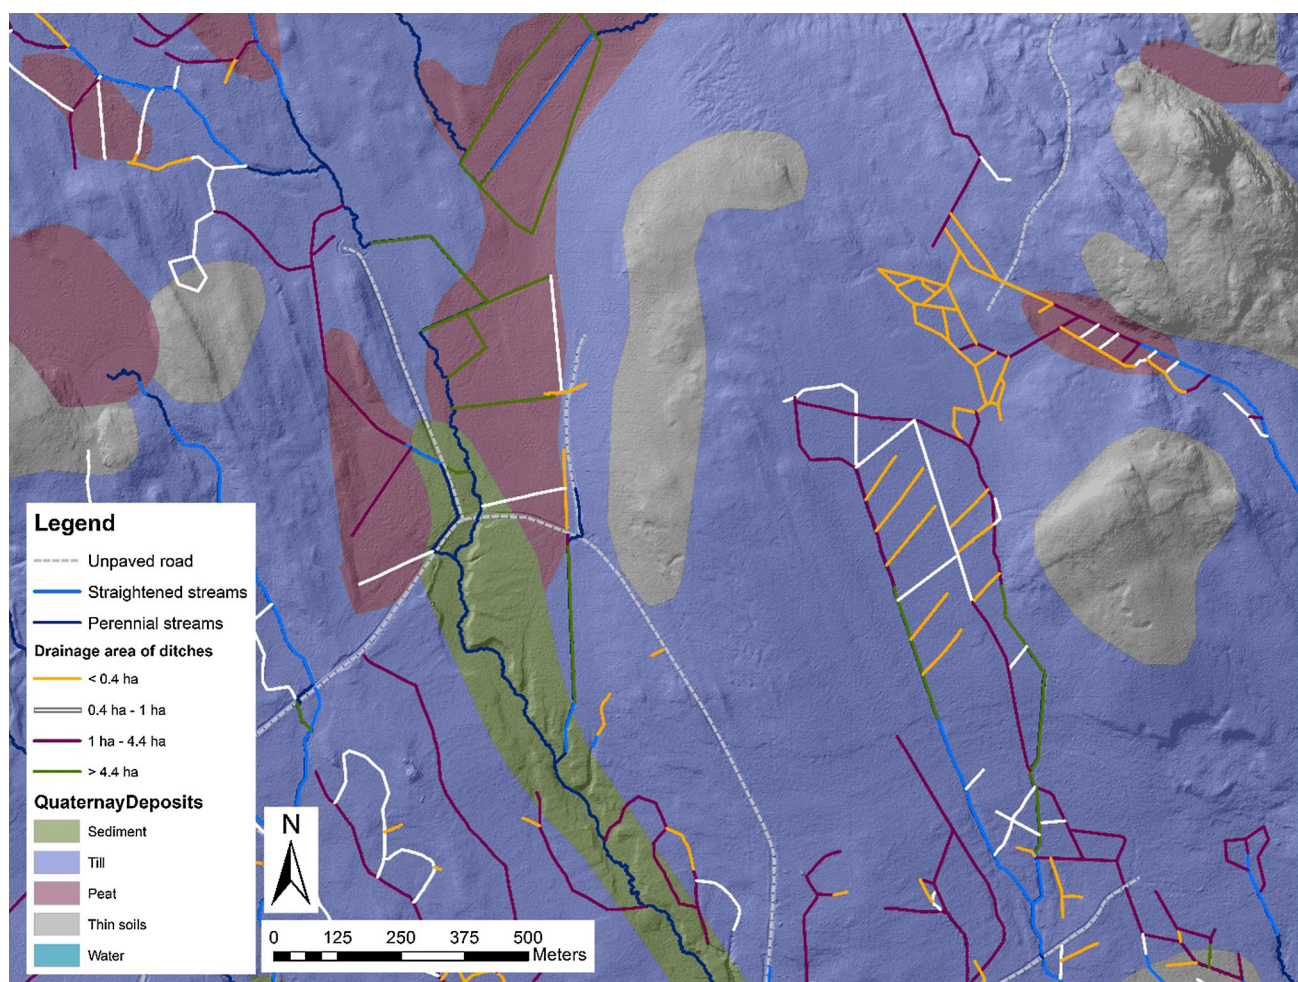 Legend
Unpaved road
Straightened streams
Perennial streams
Drainage area of ditches
< 0.4 ha
0.4 ha - 1 ha
1 ha - 4.4 ha
> 4.4 ha
QuaternayDeposits
Sediment
Till
Peat
Thin soils
Water
N
0 125 250 375 500
Meters